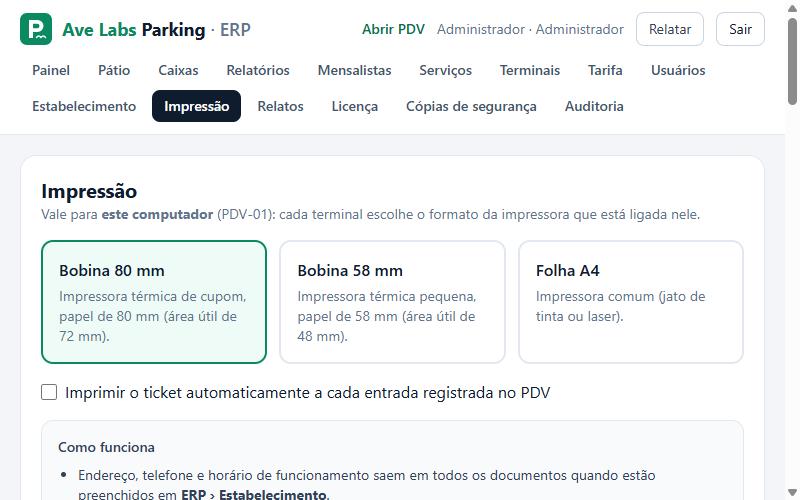 Ave Labs Parking · ERP
Abrir PDV
Administrador · Administrador
Relatar
Sair
Painel
Pátio
Caixas
Relatórios
Mensalistas
Serviços
Terminais
Tarifa
Usuários
Estabelecimento
Impressão
Relatos
Licença
Cópias de segurança
Auditoria
Impressão
Vale para este computador (PDV-01): cada terminal escolhe o formato da impressora que está ligada nele.
Bobina 80 mm
Impressora térmica de cupom,
papel de 80 mm (área útil de
72 mm).
Bobina 58 mm
Impressora térmica pequena,
papel de 58 mm (área útil de
48 mm).
Folha A4
Impressora comum (jato de
tinta ou laser).
Imprimir o ticket automaticamente a cada entrada registrada no PDV
Como funciona
• Endereço, telefone e horário de funcionamento saem em todos os documentos quando estão
preenchidos em ERP › Estabelecimento.